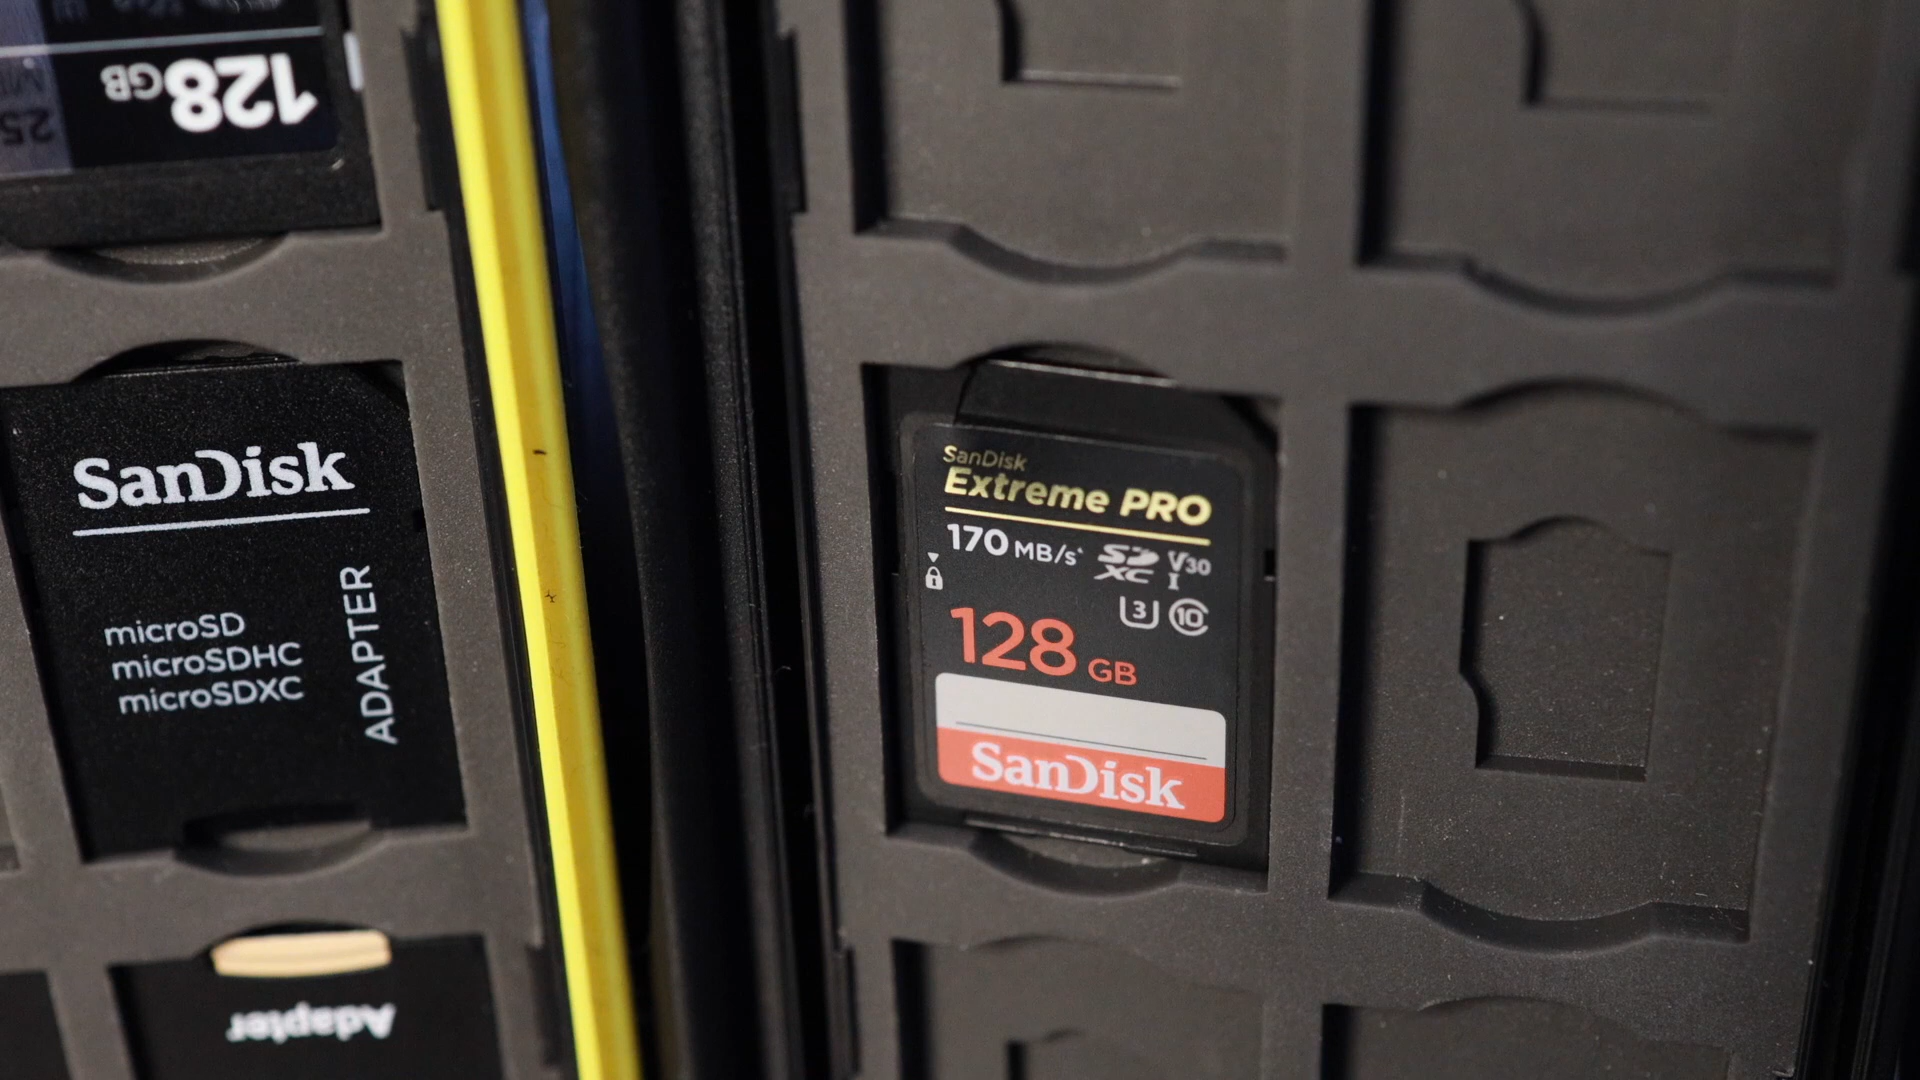 128GB
25
SanDisk
microSD
microSDHC
microSDXC
ADAPTER
Adapter
SanDisk
Extreme PRO
170 MB/s*
SD XC I V30
3 10
128 GB
SanDisk